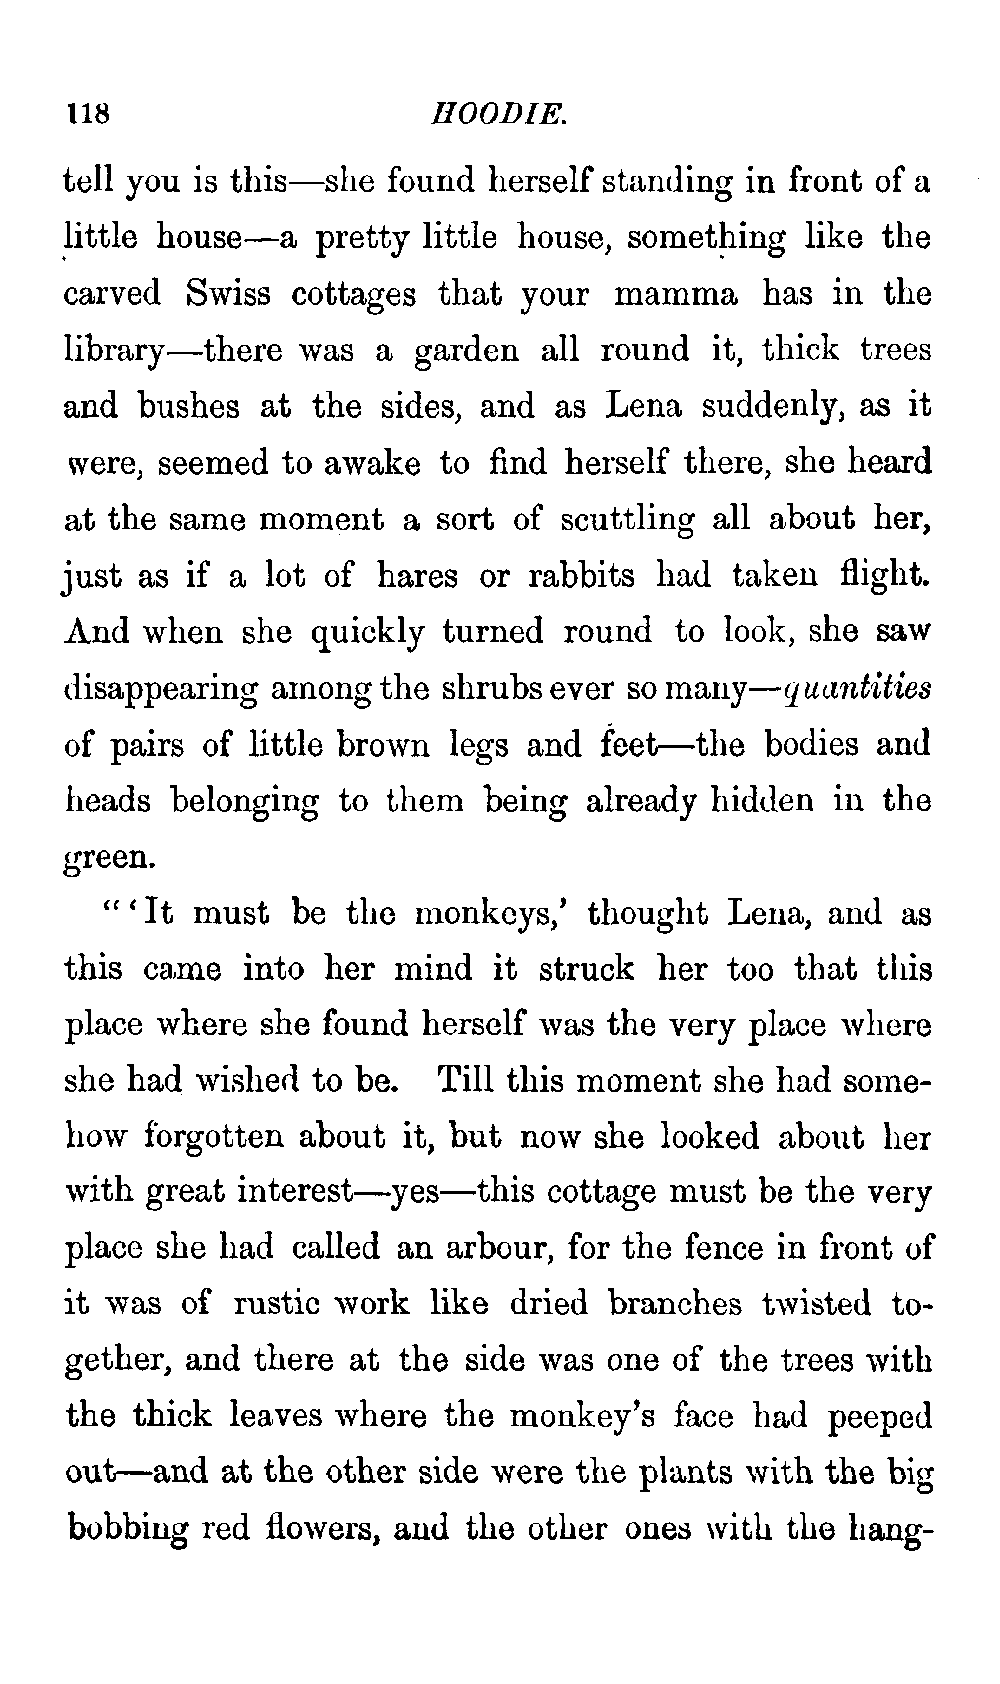 118 HOODIE.
tell you is this—she found herself standing in front of a
little house—a pretty little house, something like the
carved Swiss cottages that your mamma has in the
library—there was a garden all round it, thick trees
and bushes at the sides, and as Lena suddenly, as it
were, seemed to awake to find herself there, she heard
at the same moment a sort of scuttling all about her,
just as if a lot of hares or rabbits had taken flight.
And when she quickly turned round to look, she saw
disappearing among the shrubs ever so many—quantities
of pairs of little brown legs and feet—the bodies and
heads belonging to them being already hidden in the
green.
"'It must be the monkeys,' thought Lena, and as
this came into her mind it struck her too that this
place where she found herself was the very place where
she had wished to be. Till this moment she had some-
how forgotten about it, but now she looked about her
with great interest—yes—this cottage must be the very
place she had called an arbour, for the fence in front of
it was of rustic work like dried branches twisted to-
gether, and there at the side was one of the trees with
the thick leaves where the monkey's face had peeped
out—and at the other side were the plants with the big
bobbing red flowers, and the other ones with the hang-